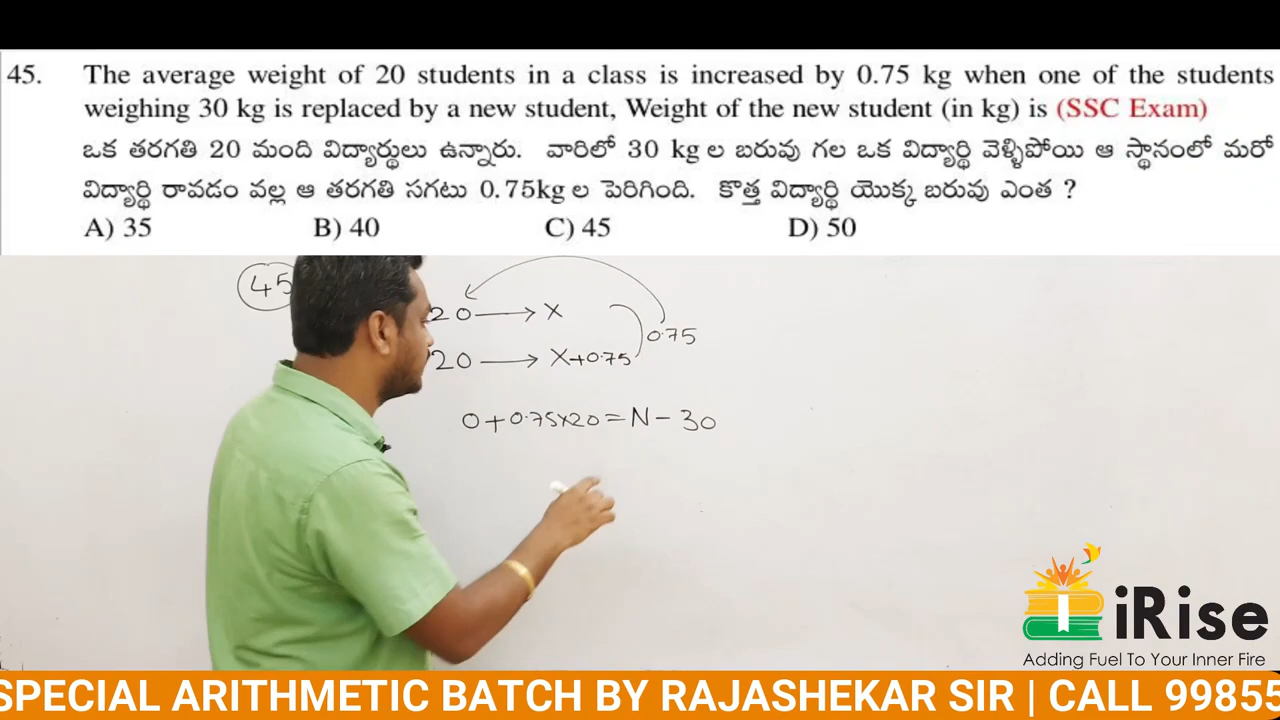 45. The average weight of 20 students in a class is increased by 0.75 kg when one of the students
weighing 30 kg is replaced by a new student, Weight of the new student (in kg) is (SSC Exam)
ఒక తరగతి 20 మంది విద్యార్థులు ఉన్నారు. వారిలో 30 kg ల బరువు గల ఒక విద్యార్థి వెళ్ళిపోయి ఆ స్థానంలో మరో
విద్యార్థి రావడం వల్ల ఆ తరగతి సగటు 0.75kg ల పెరిగింది. కొత్త విద్యార్థి యొక్క బరువు ఎంత ?
A) 35 B) 40 C) 45 D) 50
45
20 → X
0.75
20 → X+0.75
0+0.75×20=N-30
iRise
Adding Fuel To Your Inner Fire
SPECIAL ARITHMETIC BATCH BY RAJASHEKAR SIR | CALL 99855